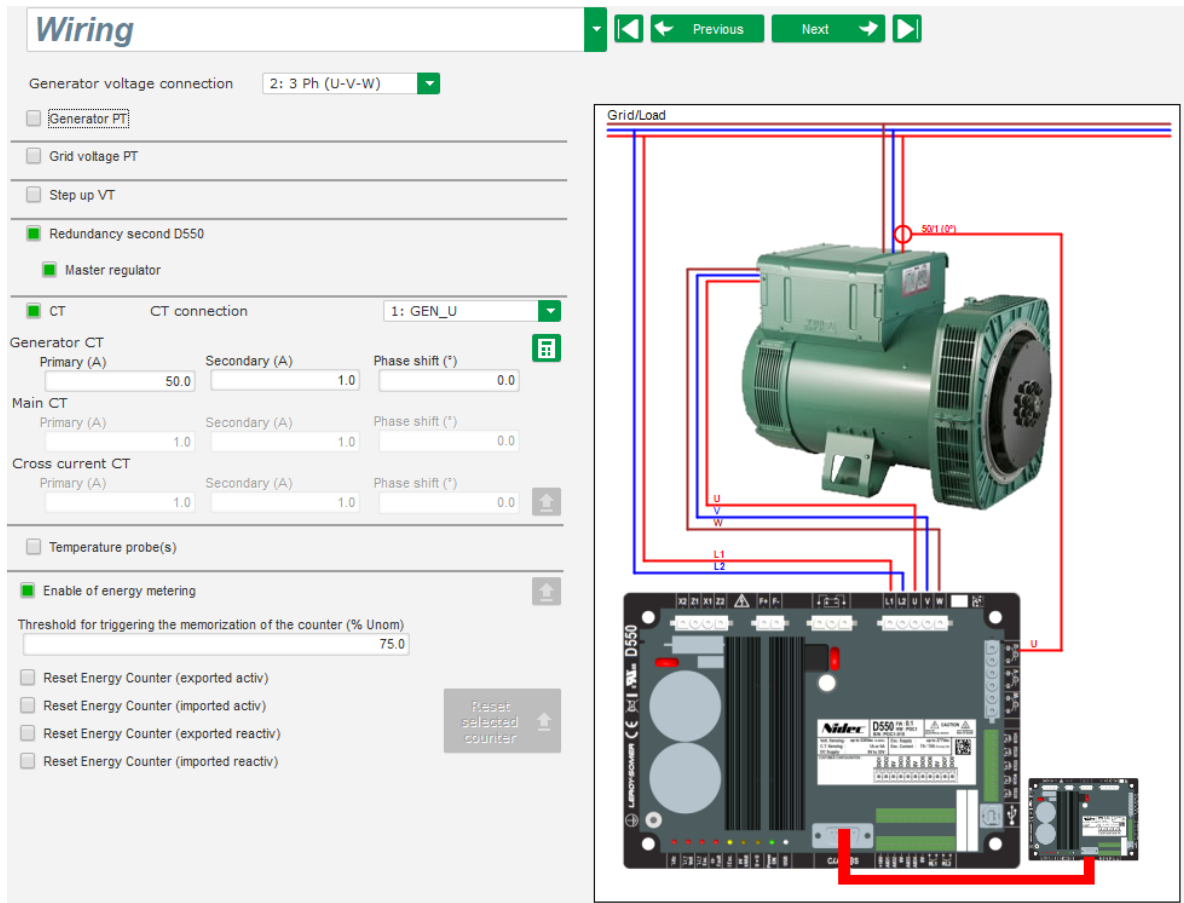 Wiring
Previous
Next
Generator voltage connection
2: 3 Ph (U-V-W)
Generator PT
Grid voltage PT
Step up VT
Redundancy second D550
Master regulator
CT
CT connection
1: GEN_U
Generator CT
Primary (A)
Secondary (A)
Phase shift (°)
50.0
1.0
0.0
Main CT
Primary (A)
Secondary (A)
Phase shift (°)
1.0
1.0
0.0
Cross current CT
Primary (A)
Secondary (A)
Phase shift (°)
1.0
1.0
0.0
Temperature probe(s)
Enable of energy metering
Threshold for triggering the memorization of the counter (% Unom)
75.0
Reset Energy Counter (exported activ)
Reset Energy Counter (imported activ)
Reset Energy Counter (exported reactiv)
Reset Energy Counter (imported reactiv)
Reset
selected
counter
Grid/Load
50/1 (0°)
U
V
W
L1
L2
X2 Z1 X1 Z2
F+ F-
L1 L2 U V W
U
D550
LEROY-SOMER
Nidec
D550
CAUTION